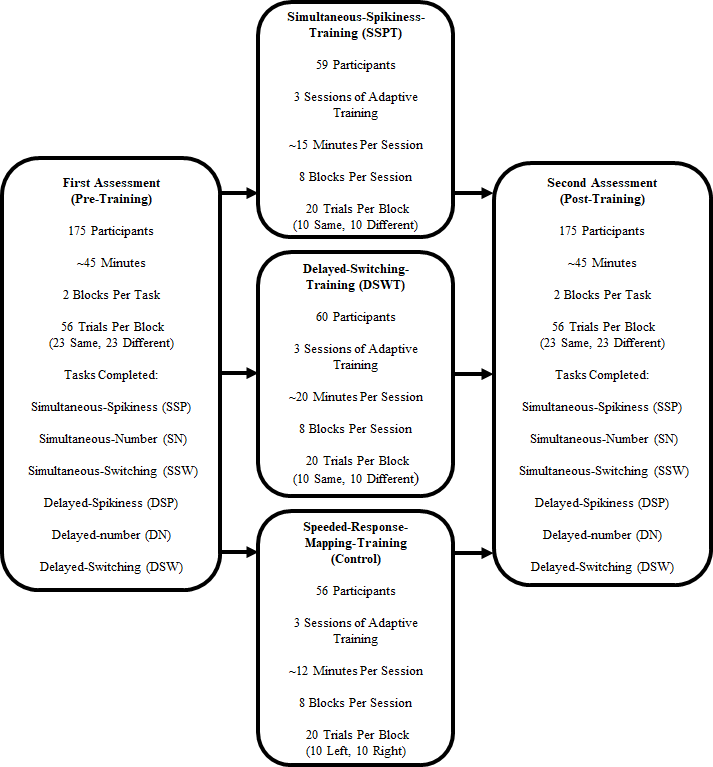 First Assessment
(Pre-Training)
175 Participants
~45 Minutes
2 Blocks Per Task
56 Trials Per Block
(23 Same, 23 Different)
Tasks Completed:
Simultaneous-Spikiness (SSP)
Simultaneous-Number (SN)
Simultaneous-Switching (SSW)
Delayed-Spikiness (DSP)
Delayed-number (DN)
Delayed-Switching (DSW)
Simultaneous-Spikiness-
Training (SSPT)
59 Participants
3 Sessions of Adaptive
Training
~15 Minutes Per Session
8 Blocks Per Session
20 Trials Per Block
(10 Same, 10 Different)
Delayed-Switching-
Training (DSWT)
60 Participants
3 Sessions of Adaptive
Training
~20 Minutes Per Session
8 Blocks Per Session
20 Trials Per Block
(10 Same, 10 Different)
Speeded-Response-
Mapping-Training
(Control)
56 Participants
3 Sessions of Adaptive
Training
~12 Minutes Per Session
8 Blocks Per Session
20 Trials Per Block
(10 Left, 10 Right)
Second Assessment
(Post-Training)
175 Participants
~45 Minutes
2 Blocks Per Task
56 Trials Per Block
(23 Same, 23 Different)
Tasks Completed:
Simultaneous-Spikiness (SSP)
Simultaneous-Number (SN)
Simultaneous-Switching (SSW)
Delayed-Spikiness (DSP)
Delayed-number (DN)
Delayed-Switching (DSW)